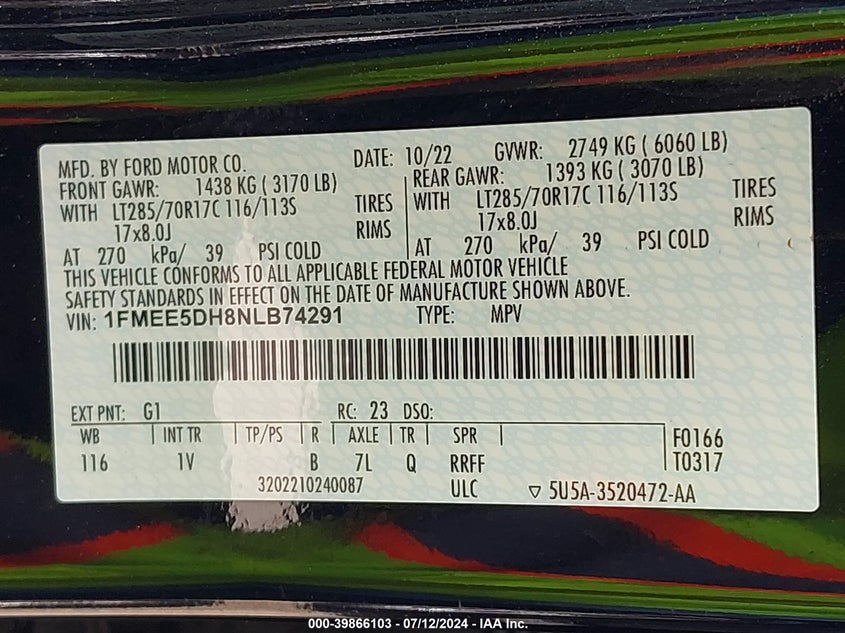 MFD. BY FORD MOTOR CO. DATE: 10/22 GVWR: 2749 KG ( 6060 LB)
FRONT GAWR: 1438 KG ( 3170 LB) REAR GAWR: 1393 KG ( 3070 LB)
WITH LT285/70R17C 116/113S TIRES WITH LT285/70R17C 116/113S TIRES
17x8.0J RIMS 17x8.0J RIMS
AT 270 kPa/ 39 PSI COLD AT 270 kPa/ 39 PSI COLD
THIS VEHICLE CONFORMS TO ALL APPLICABLE FEDERAL MOTOR VEHICLE
SAFETY STANDARDS IN EFFECT ON THE DATE OF MANUFACTURE SHOWN ABOVE.
VIN: 1FMEE5DH8NLB74291 TYPE: MPV
EXT PNT: G1 RC: 23 DSO:
WB INT TR TP/PS R AXLE TR SPR F0166
116 1V B 7L Q RRFF T0317
3202210240087 ULC ▽ 5U5A-3520472-AA
000-39866103 - 07/12/2024 - IAA Inc.